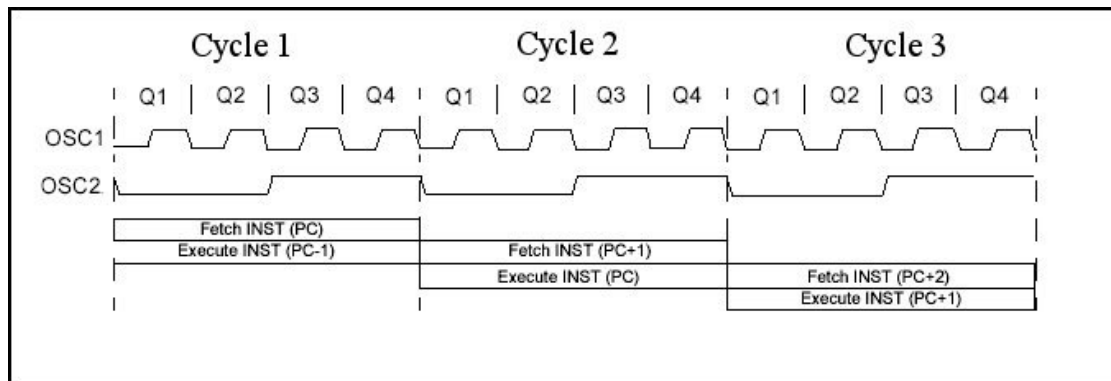 Cycle 1 Cycle 2 Cycle 3
Q1 Q2 Q3 Q4 Q1 Q2 Q3 Q4 Q1 Q2 Q3 Q4
OSC1
OSC2
Fetch INST (PC)
Execute INST (PC-1) Fetch INST (PC+1)
Execute INST (PC) Fetch INST (PC+2)
Execute INST (PC+1)